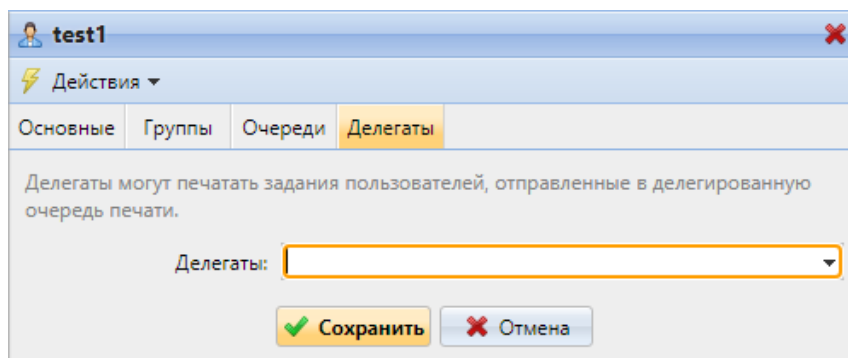 test1
Действия
Основные Группы Очереди Делегаты
Делегаты могут печатать задания пользователей, отправленные в делегированную
очередь печати.
Делегаты:
Сохранить Отмена